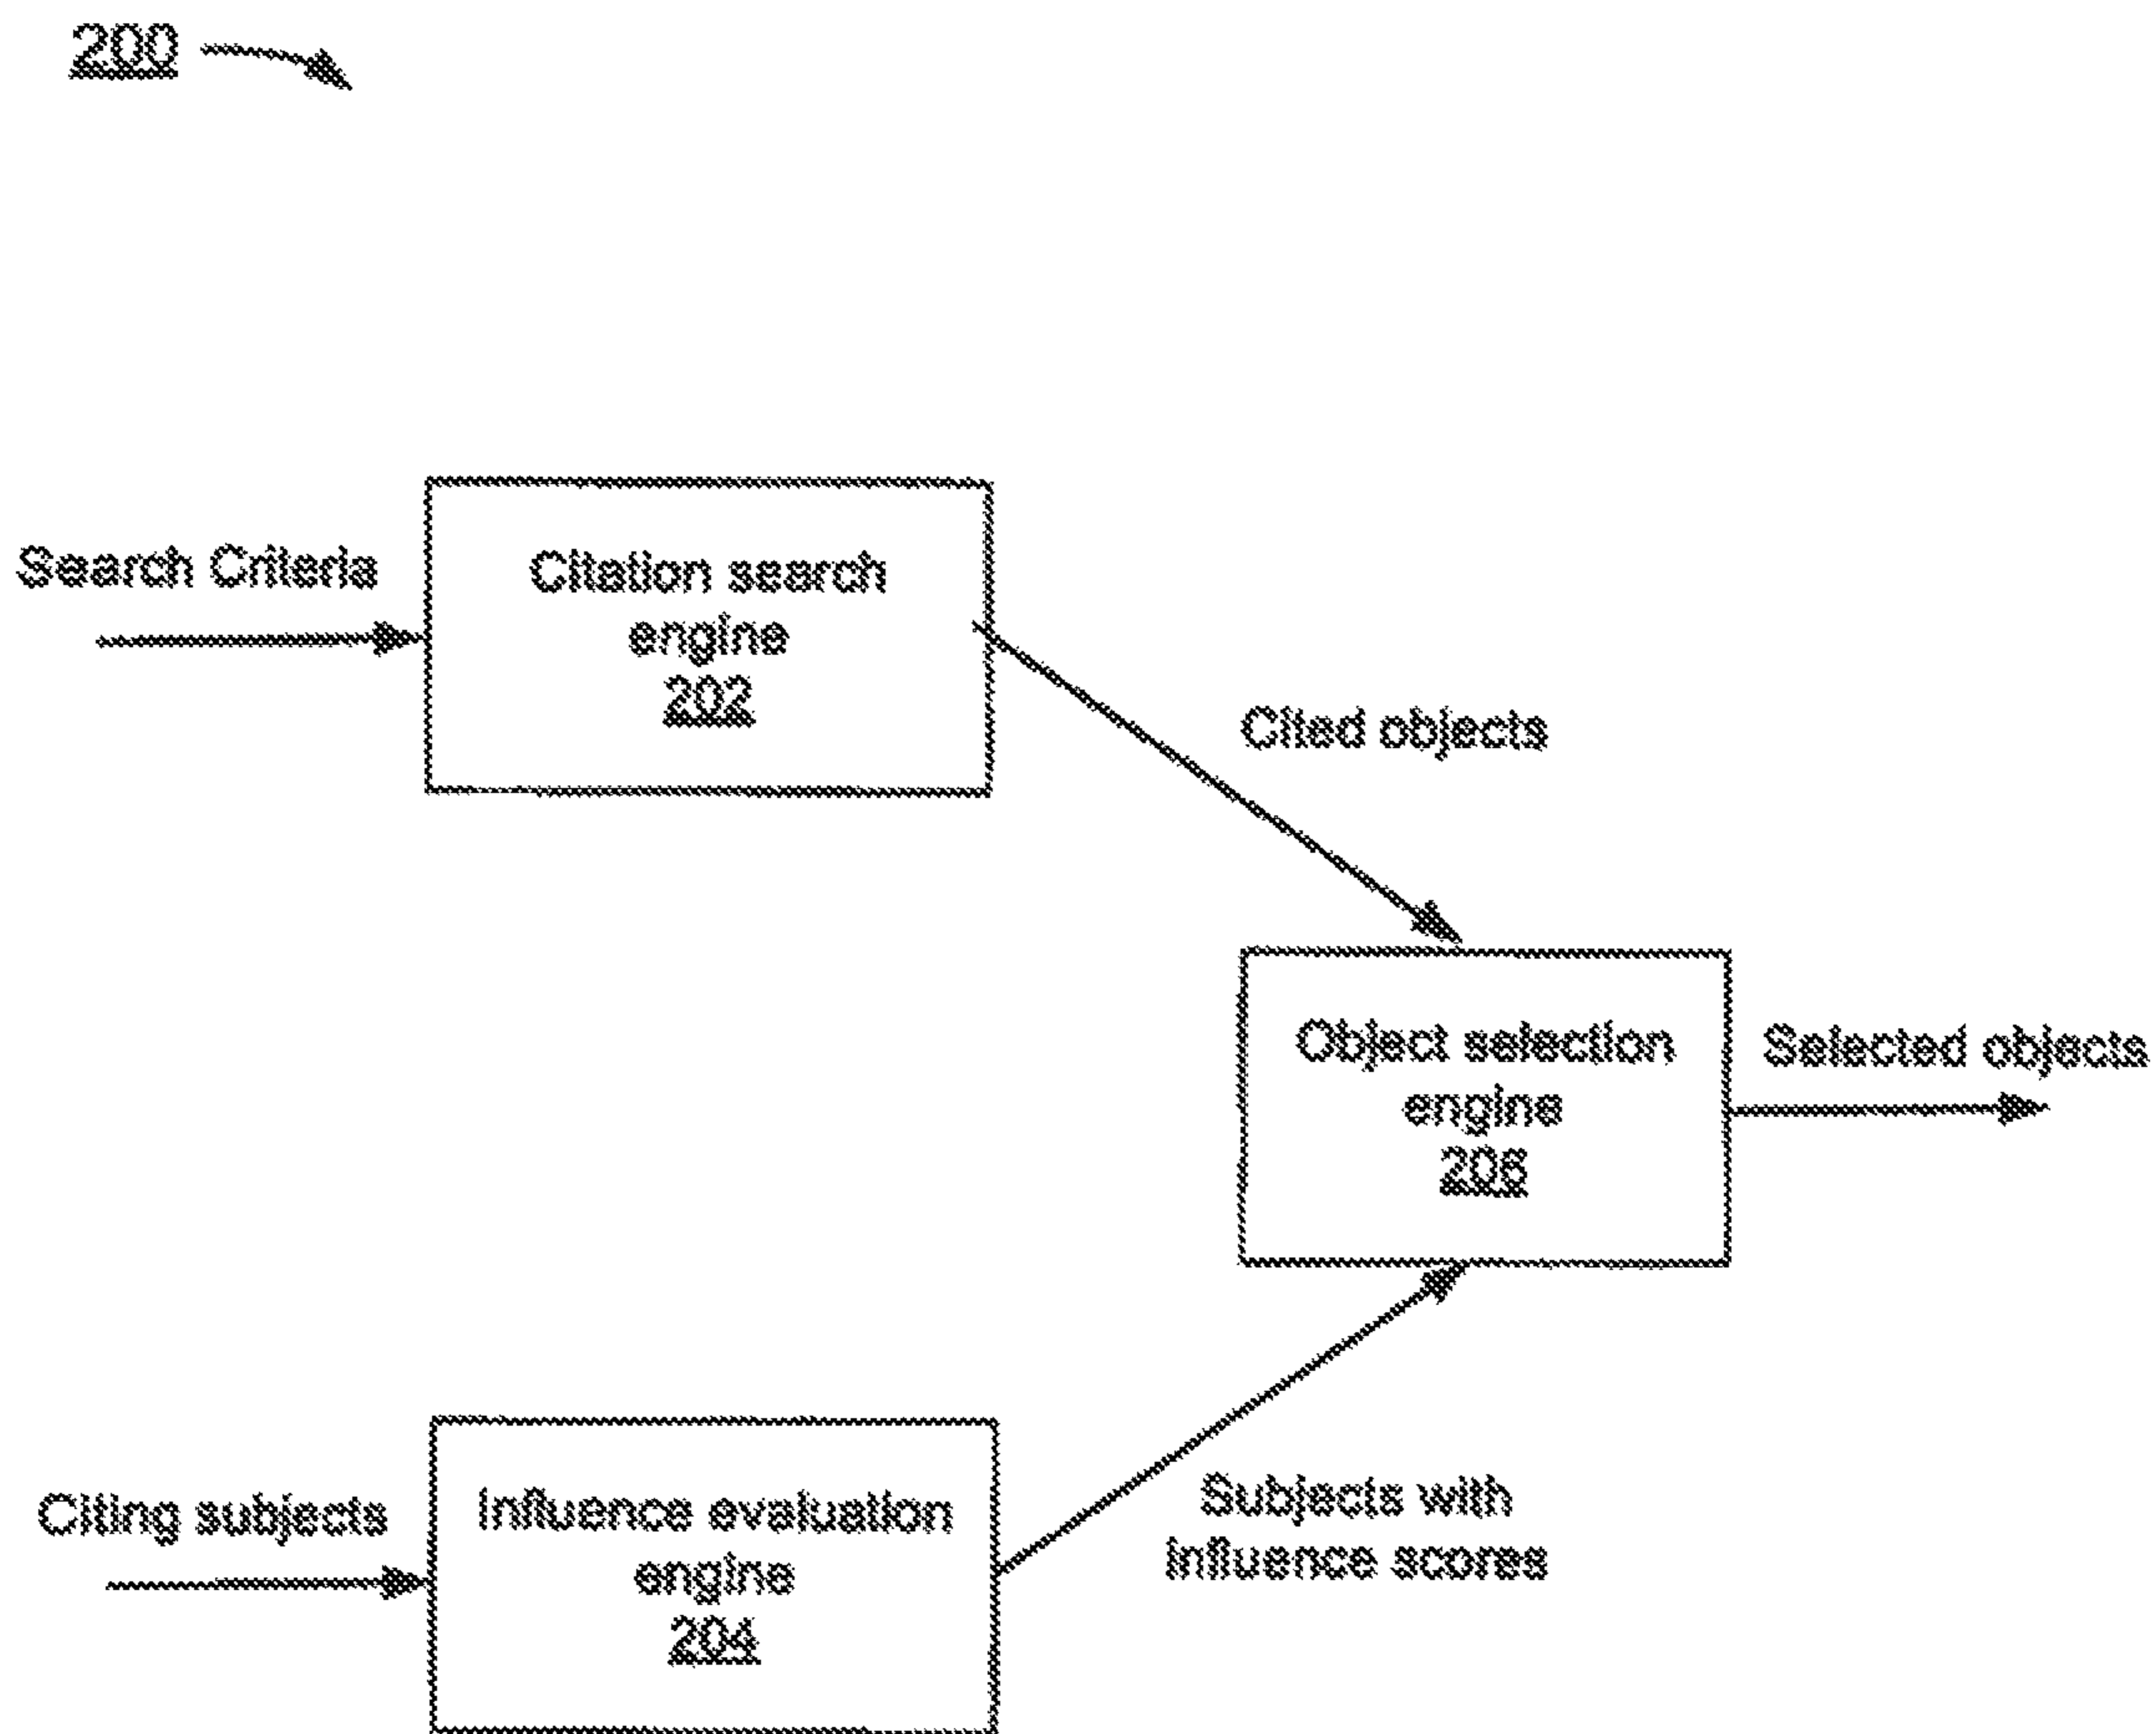 200
Search Criteria
Citation search
engine
202
Cited objects
Object selection
engine
206
Selected objects
Citing subjects
Influence evaluation
engine
204
Subjects with
influence scores